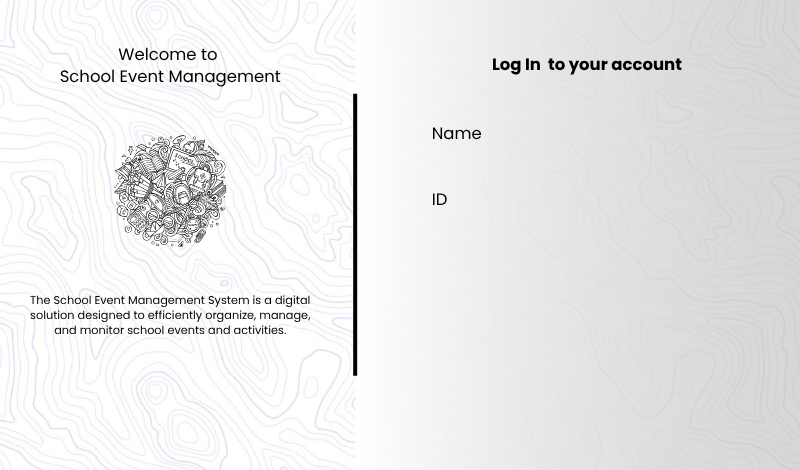 Welcome to
School Event Management
The School Event Management System is a digital
solution designed to efficiently organize, manage,
and monitor school events and activities.
Log In  to your account
Name
ID